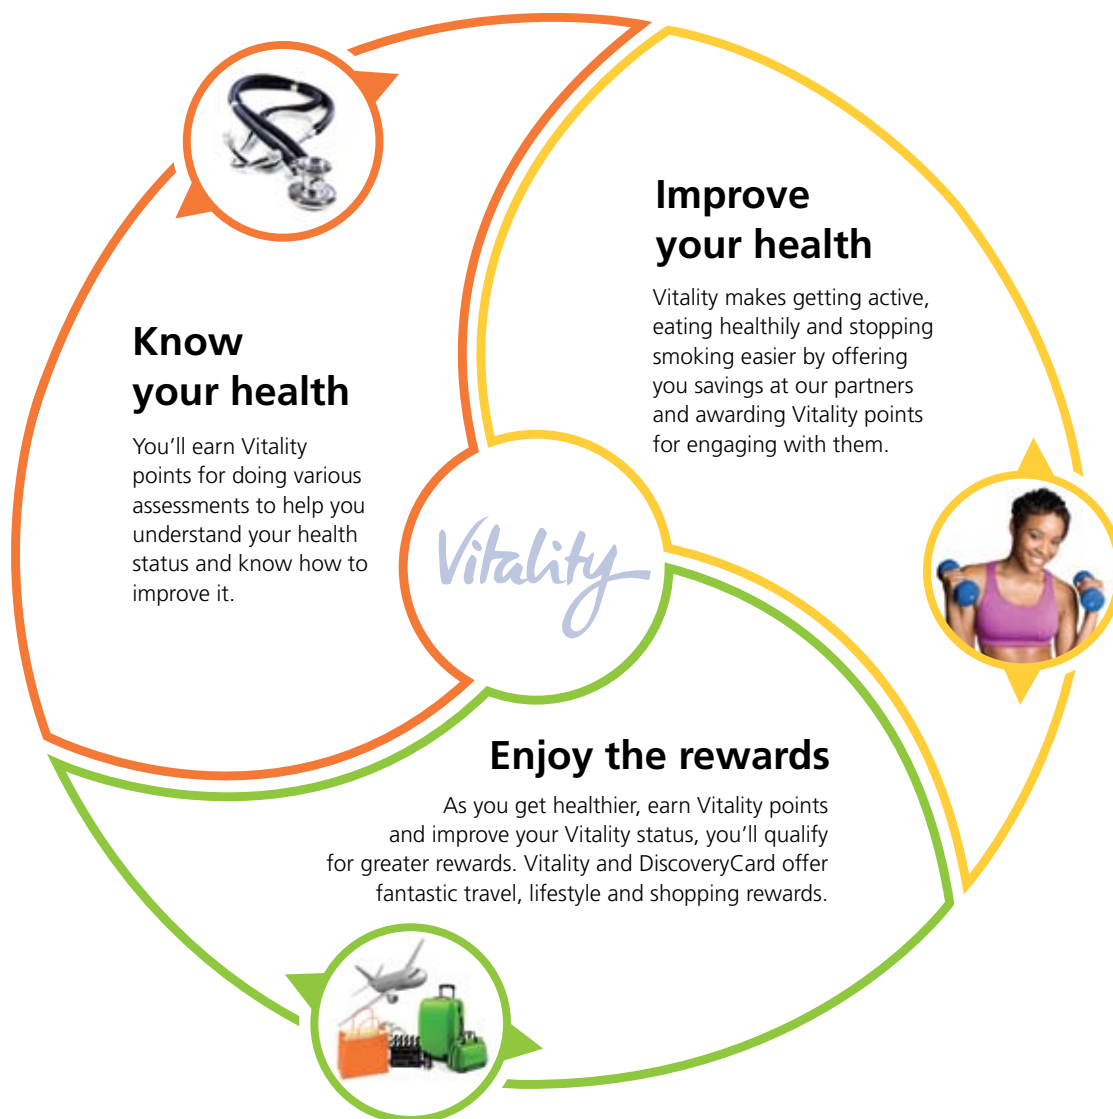 Know
your health
You'll earn Vitality
points for doing various
assessments to help you
understand your health
status and know how to
improve it.
Improve
your health
Vitality makes getting active,
eating healthily and stopping
smoking easier by offering
you savings at our partners
and awarding Vitality points
for engaging with them.
Vitality
Enjoy the rewards
As you get healthier, earn Vitality points
and improve your Vitality status, you'll qualify
for greater rewards. Vitality and DiscoveryCard offer
fantastic travel, lifestyle and shopping rewards.